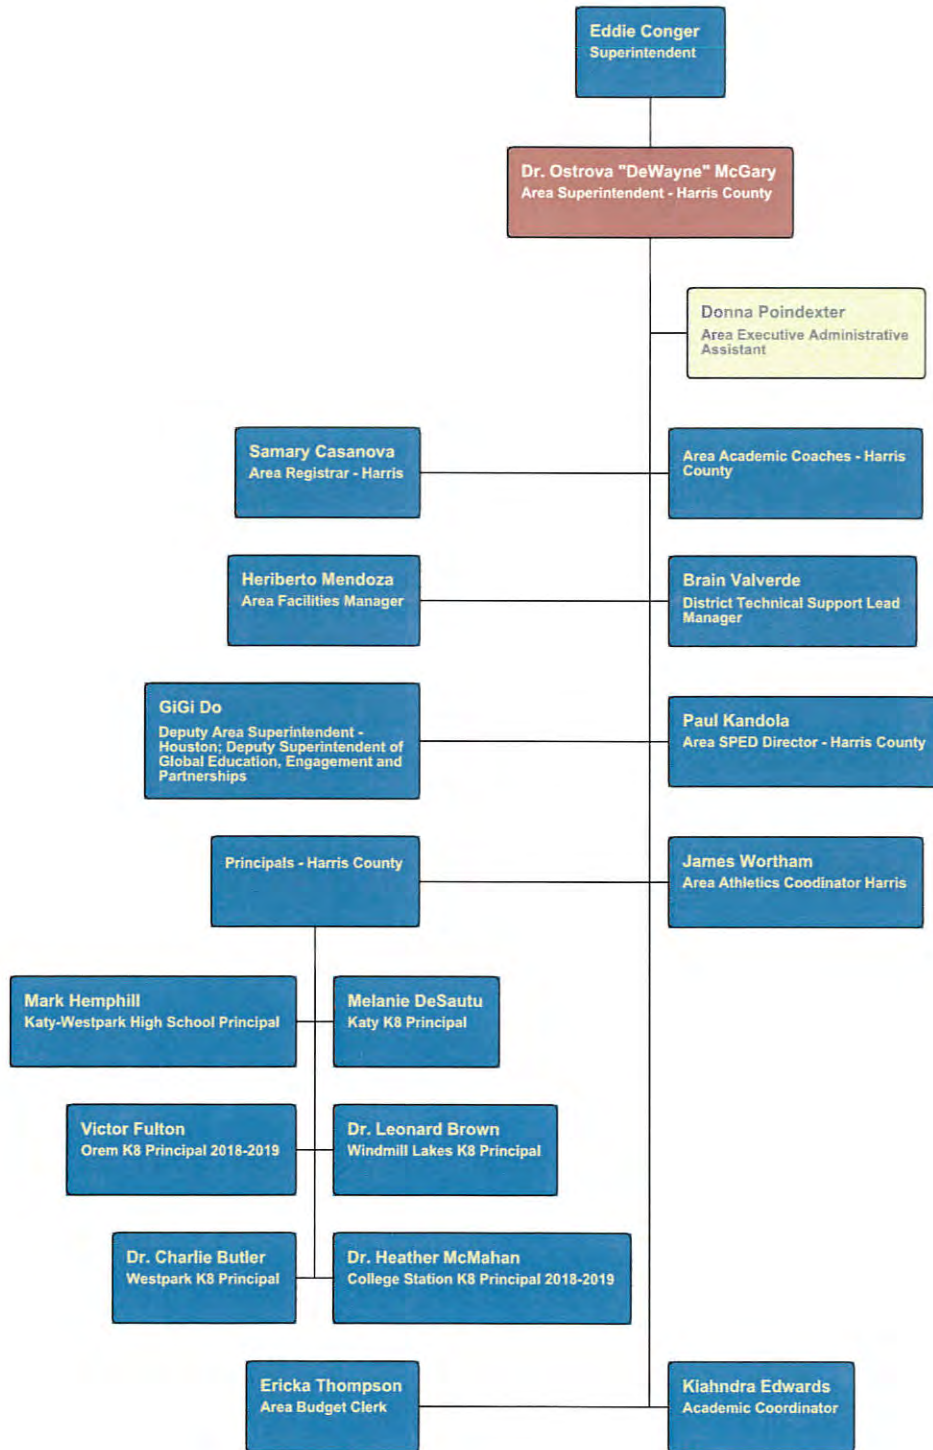 Eddie Conger
Superintendent
Dr. Ostrova "DeWayne" McGary
Area Superintendent - Harris County
Donna Poindexter
Area Executive Administrative
Assistant
Samary Casanova
Area Registrar - Harris
Area Academic Coaches - Harris
County
Heriberto Mendoza
Area Facilities Manager
Brain Valverde
District Technical Support Lead
Manager
GiGi Do
Deputy Area Superintendent -
Houston; Deputy Superintendent of
Global Education, Engagement and
Partnerships
Paul Kandola
Area SPED Director - Harris County
Principals - Harris County
James Wortham
Area Athletics Coodinator Harris
Mark Hemphill
Katy-Westpark High School Principal
Melanie DeSautu
Katy K8 Principal
Victor Fulton
Orem K8 Principal 2018-2019
Dr. Leonard Brown
Windmill Lakes K8 Principal
Dr. Charlie Butler
Westpark K8 Principal
Dr. Heather McMahan
College Station K8 Principal 2018-2019
Ericka Thompson
Area Budget Clerk
Kiahndra Edwards
Academic Coordinator